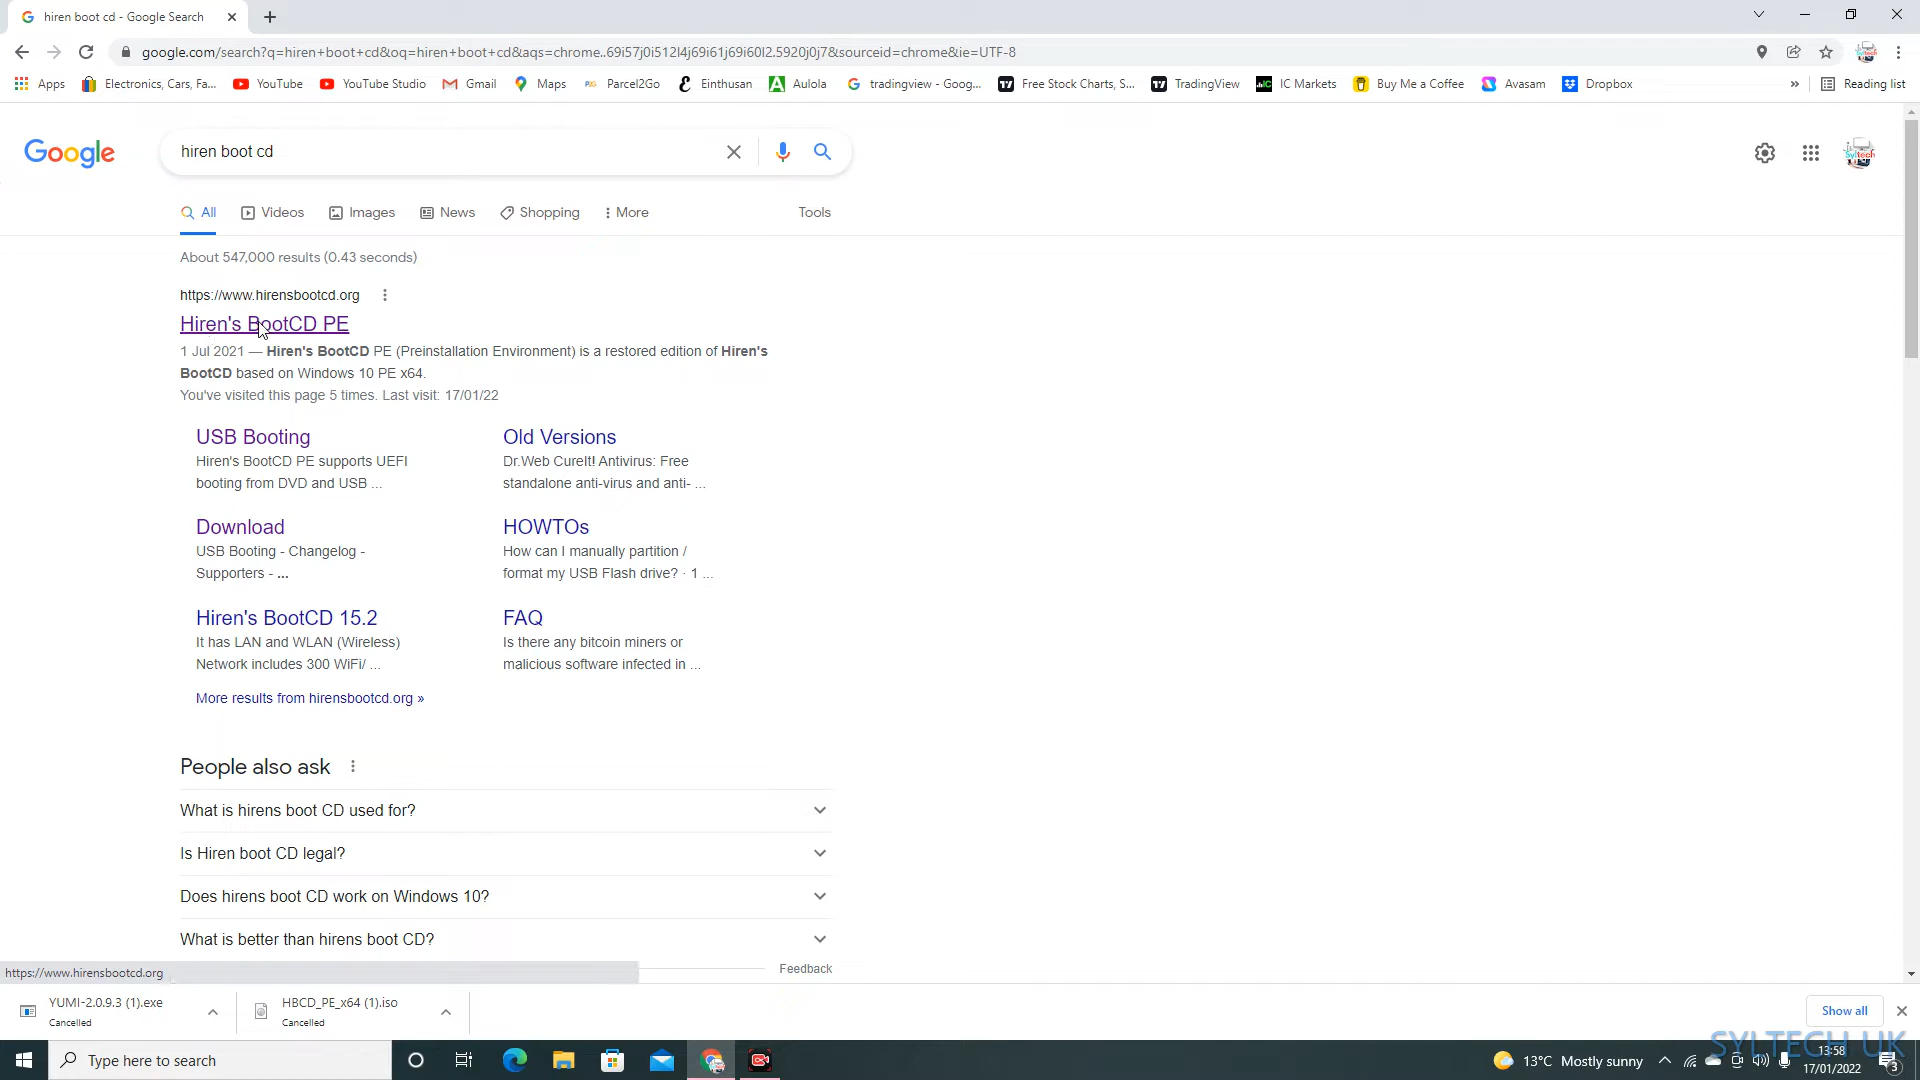 hiren boot cd - Google Search
google.com/search?q=hiren+boot+cd&oq=hiren+boot+cd&aqs=chrome..69i57j0i512l4j69i61j69i60l2.5920j0j7&sourceid=chrome&ie=UTF-8
Apps Electronics, Cars, Fa... YouTube YouTube Studio Gmail Maps Parcel2Go Einthusan Aulola tradingview - Goog... Free Stock Charts, S... TradingView IC Markets Buy Me a Coffee Avasam Dropbox » Reading list
Google hiren boot cd
Syltech
All Videos Images News Shopping More Tools
About 547,000 results (0.43 seconds)
https://www.hirensbootcd.org
Hiren's BootCD PE
1 Jul 2021 — Hiren's BootCD PE (Preinstallation Environment) is a restored edition of Hiren's
BootCD based on Windows 10 PE x64.
You've visited this page 5 times. Last visit: 17/01/22
USB Booting
Hiren's BootCD PE supports UEFI
booting from DVD and USB ...
Old Versions
Dr.Web CureIt! Antivirus: Free
standalone anti-virus and anti- ...
Download
USB Booting - Changelog -
Supporters - ...
HOWTOs
How can I manually partition /
format my USB Flash drive? · 1 ...
Hiren's BootCD 15.2
It has LAN and WLAN (Wireless)
Network includes 300 WiFi/ ...
FAQ
Is there any bitcoin miners or
malicious software infected in ...
More results from hirensbootcd.org »
People also ask
What is hirens boot CD used for?
Is Hiren boot CD legal?
Does hirens boot CD work on Windows 10?
What is better than hirens boot CD?
Feedback
https://www.hirensbootcd.org
YUMI-2.0.9.3 (1).exe
Cancelled
HBCD_PE_x64 (1).iso
Cancelled
Show all
SYLTECH UK
Type here to search
13°C Mostly sunny
13:58
17/01/2022
3